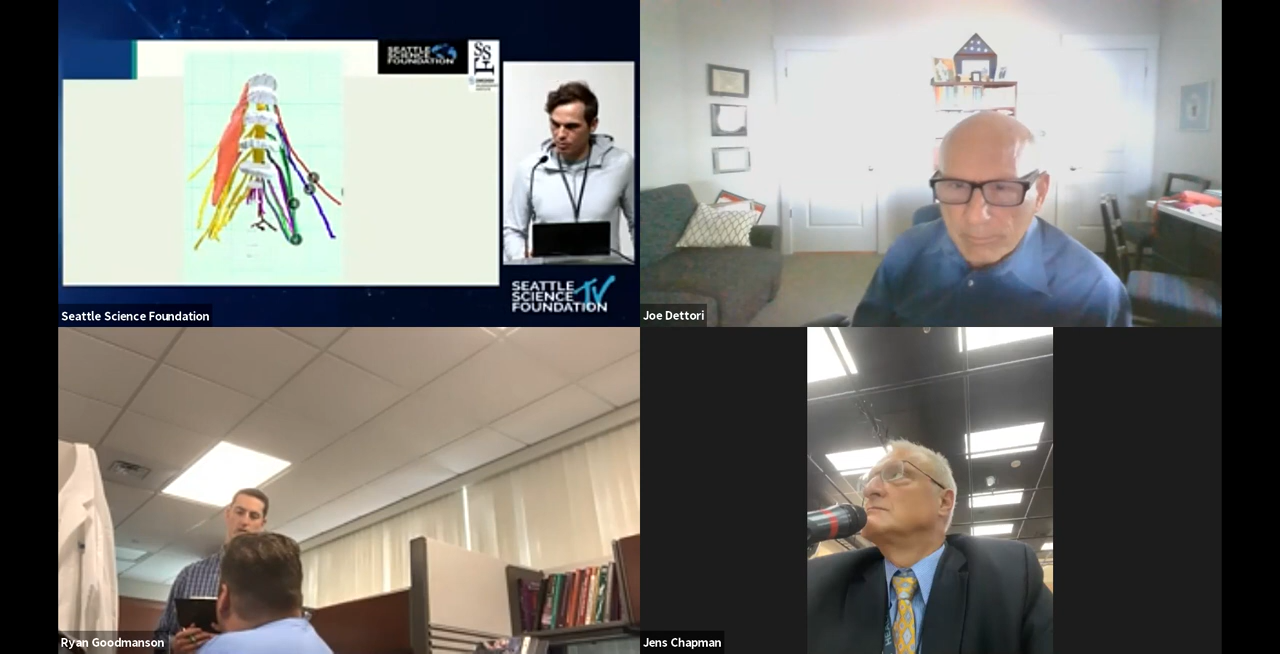 SEATTLE
SCIENCE
FOUNDATION
SEATTLE
SCIENCE TV
FOUNDATION
Seattle Science Foundation
Joe Dettori
Ryan Goodmanson
Jens Chapman